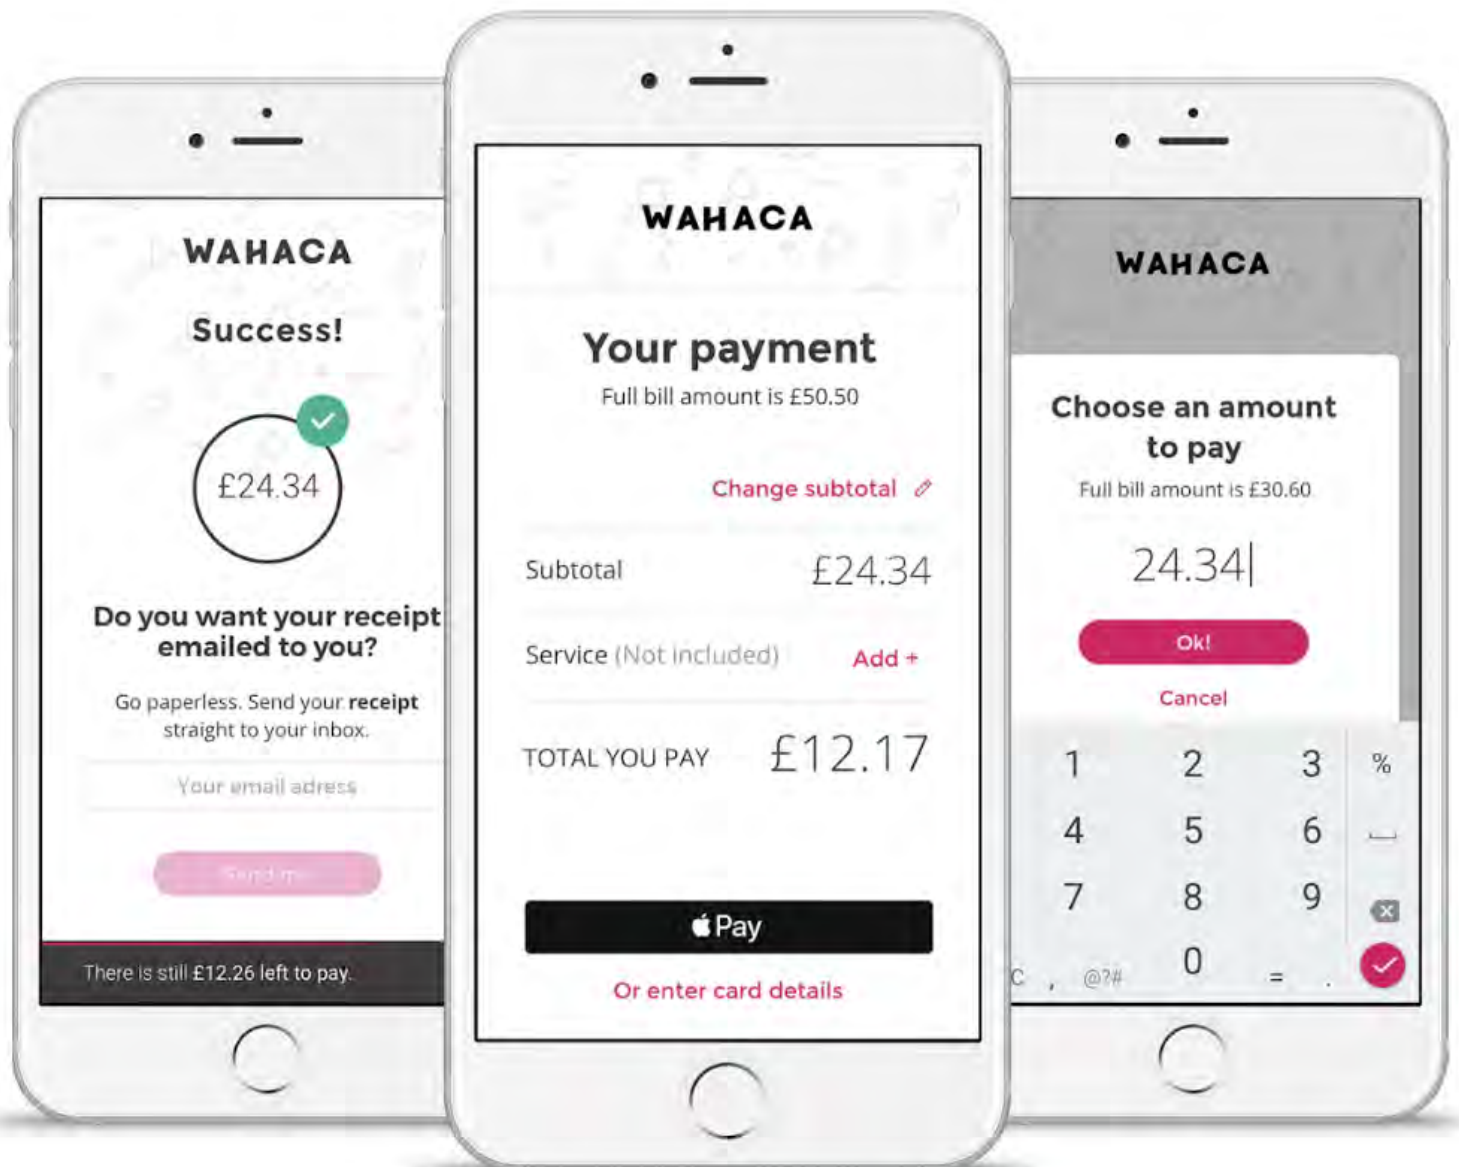 WAHACA
Success!
£24.34
Do you want your receipt
emailed to you?
Go paperless. Send your receipt
straight to your inbox.
Your email adress
There is still £12.26 left to pay.
WAHACA
Your payment
Full bill amount is £50.50
Change subtotal
Subtotal £24.34
Service (Not included) Add +
TOTAL YOU PAY £12.17
Pay
Or enter card details
WAHACA
Choose an amount
to pay
Full bill amount is £30.60
24.34
Ok!
Cancel
1 2 3 %
4 5 6
7 8 9
C , @?# 0 = .